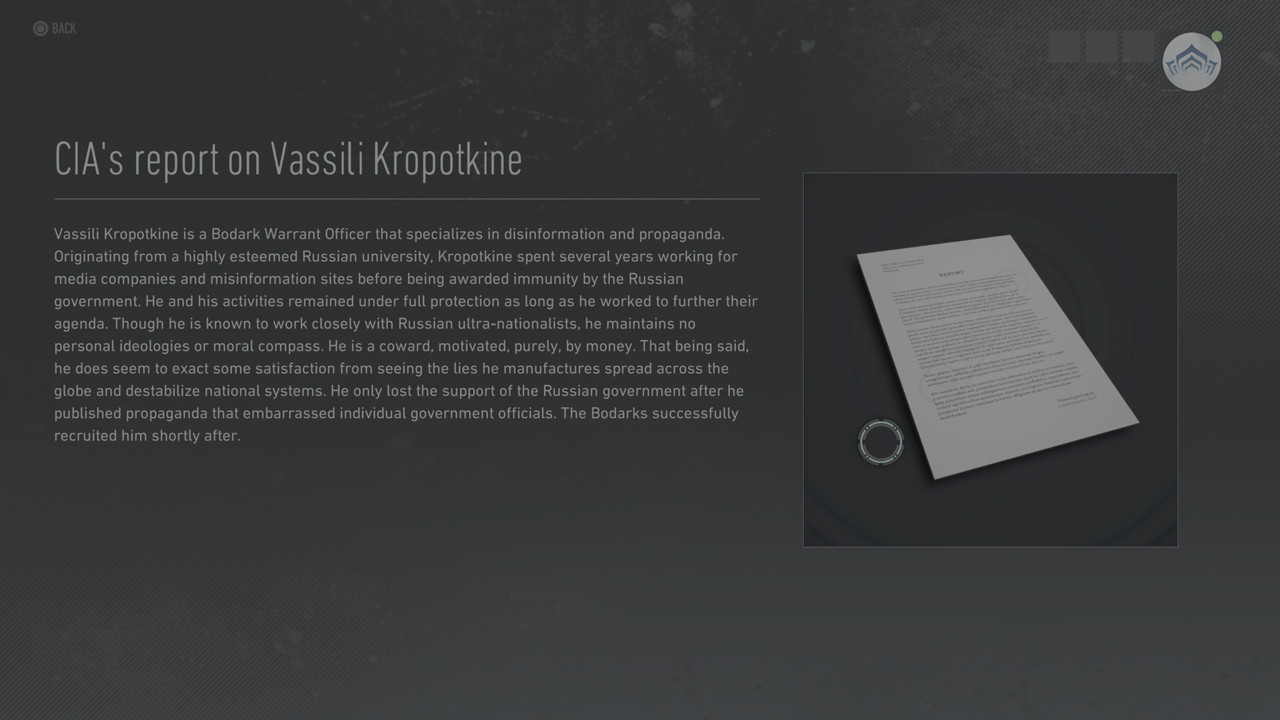 BACK
CIA's report on Vassili Kropotkine
Vassili Kropotkine is a Bodark Warrant Officer that specializes in disinformation and propaganda.
Originating from a highly esteemed Russian university, Kropotkine spent several years working for
media companies and misinformation sites before being awarded immunity by the Russian
government. He and his activities remained under full protection as long as he worked to further their
agenda. Though he is known to work closely with Russian ultra-nationalists, he maintains no
personal ideologies or moral compass. He is a coward, motivated, purely, by money. That being said,
he does seem to exact some satisfaction from seeing the lies he manufactures spread across the
globe and destabilize national systems. He only lost the support of the Russian government after he
published propaganda that embarrassed individual government officials. The Bodarks successfully
recruited him shortly after.
REPORT